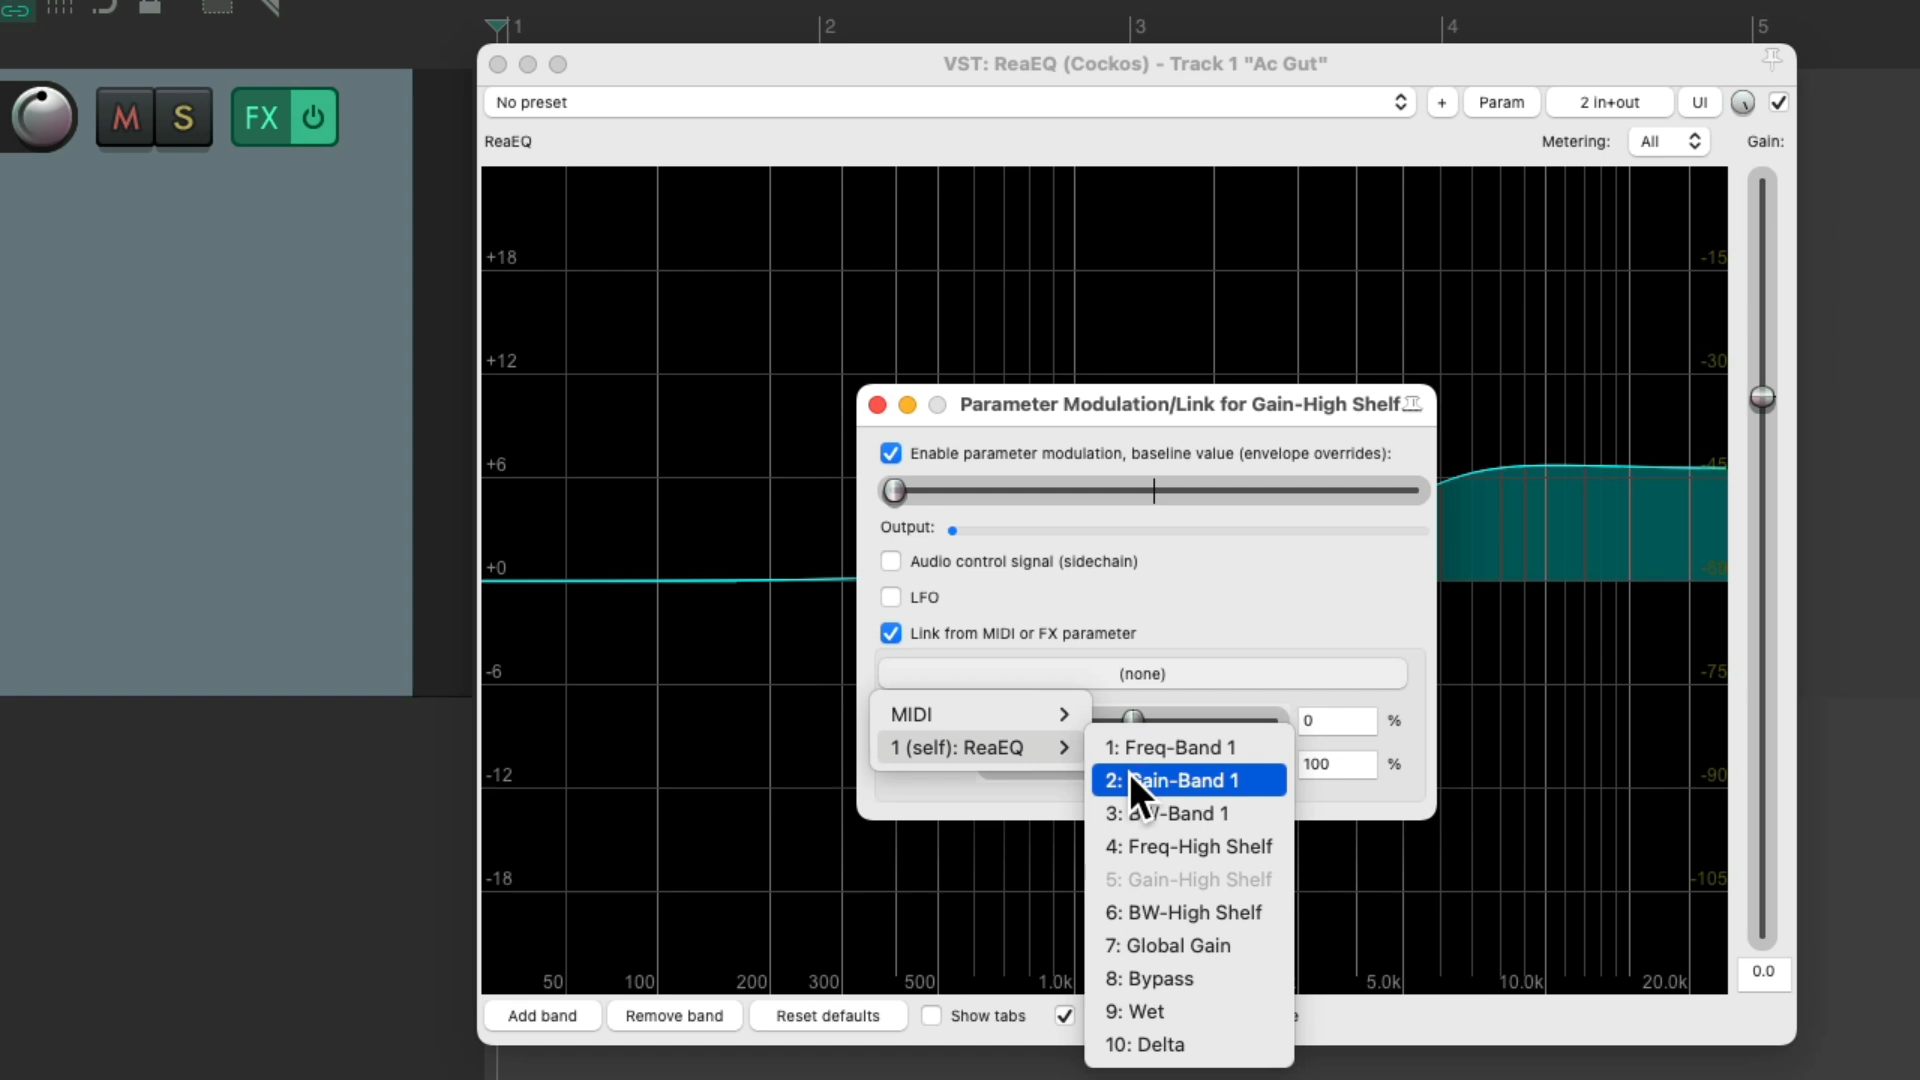 1
2
3
4
5
VST: ReaEQ (Cockos) - Track 1 "Ac Gut"
M
S
FX
No preset
+
Param
2 in+out
UI
ReaEQ
Metering:
All
Gain:
+18
-15
+12
-30
Parameter Modulation/Link for Gain-High Shelf
Enable parameter modulation, baseline value (envelope overrides):
+6
-45
Output:
Audio control signal (sidechain)
+0
-60
LFO
Link from MIDI or FX parameter
-6
(none)
-75
MIDI
0
%
1 (self): ReaEQ
1: Freq-Band 1
100
%
-12
-90
2: Gain-Band 1
3: BW-Band 1
4: Freq-High Shelf
-18
5: Gain-High Shelf
-105
6: BW-High Shelf
7: Global Gain
50
100
200
300
500
1.0k
8: Bypass
5.0k
10.0k
20.0k
0.0
Add band
Remove band
Reset defaults
Show tabs
9: Wet
10: Delta